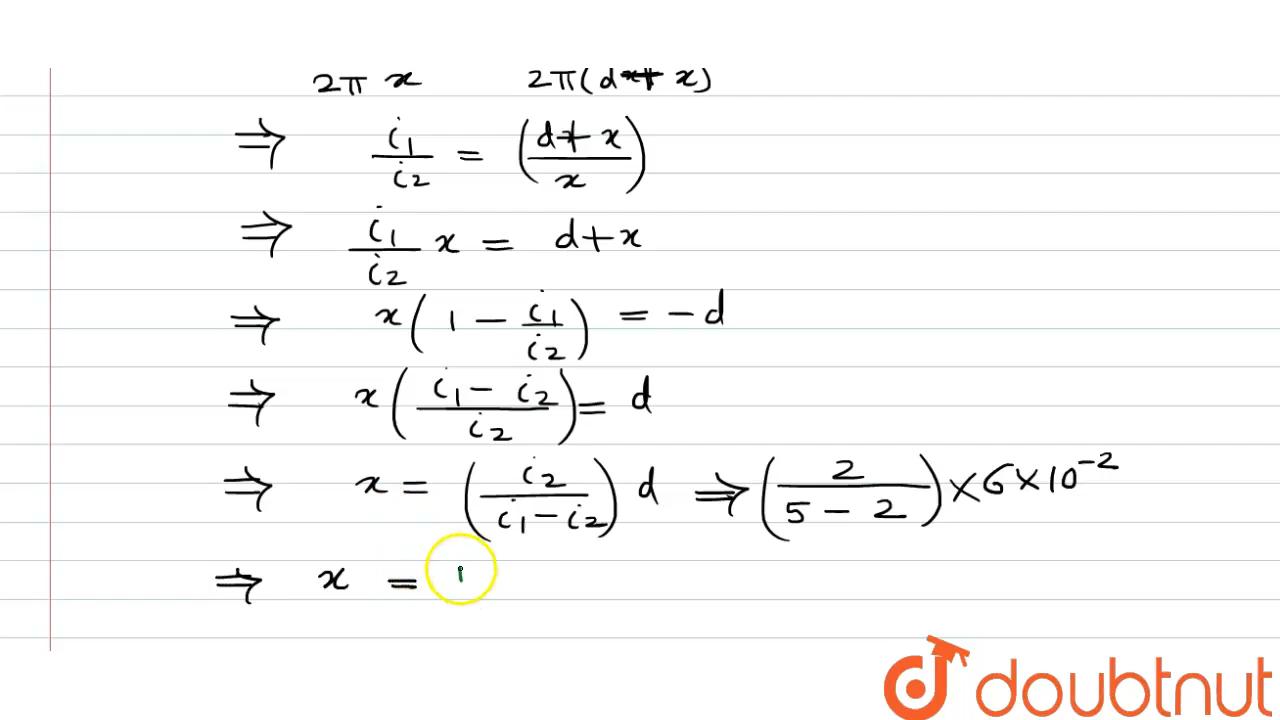 2π x 2π(d + x)
⇒ i₁/i₂ = ((d + x)/x)
⇒ i₁/i₂ x = d + x
⇒ x(1 − i₁/i₂) = −d
⇒ x((i₁ − i₂)/i₂) = d
⇒ x = (i₂/(i₁ − i₂)) d ⇒ (2/(5 − 2)) × 6 × 10⁻²
⇒ x =
doubtnut